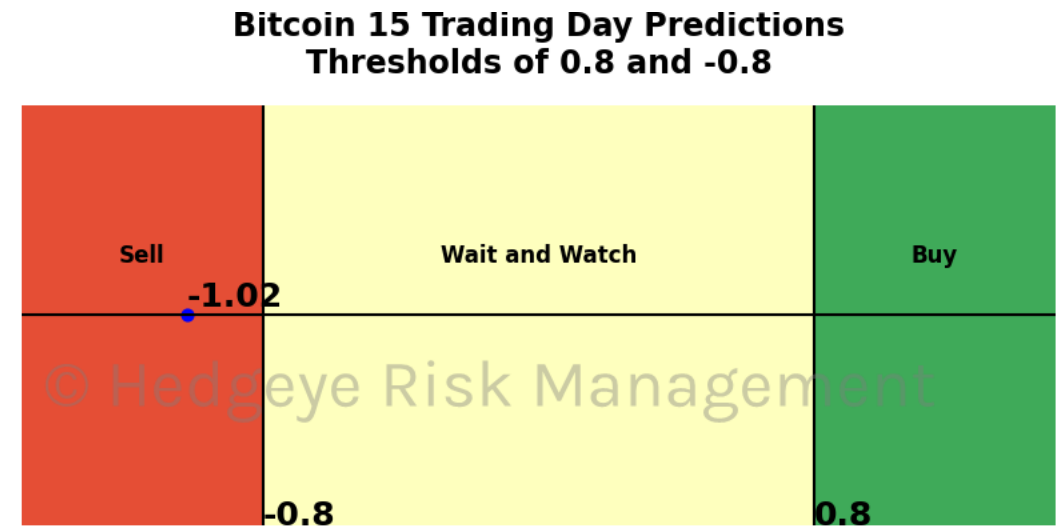 Bitcoin 15 Trading Day Predictions
Thresholds of 0.8 and -0.8
Sell
Wait and Watch
Buy
-1.02
© Hedgeye Risk Management
-0.8
0.8